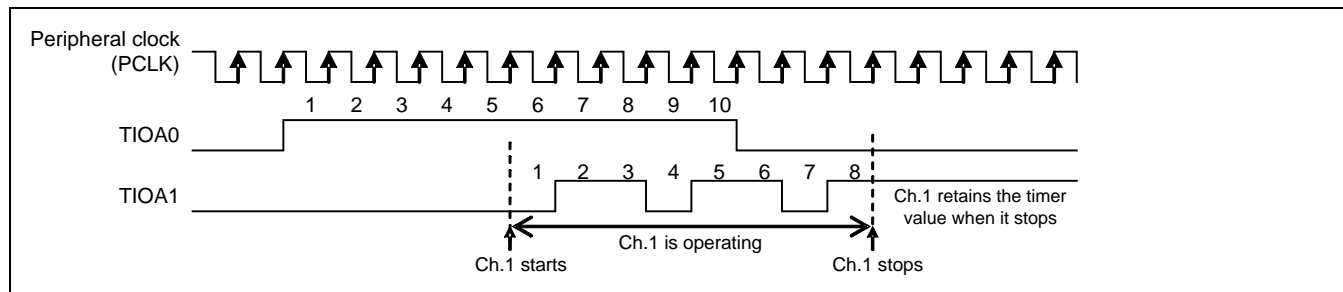 Peripheral clock
(PCLK)
1 2 3 4 5 6 7 8 9 10
TIOA0
1 2 3 4 5 6 7 8
TIOA1
Ch.1 retains the timer
value when it stops
Ch.1 is operating
Ch.1 starts
Ch.1 stops